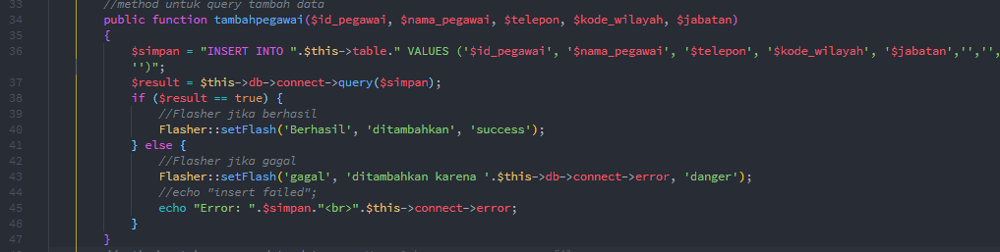 33 //method untuk query tambah data
34 public function tambahpegawai($id_pegawai, $nama_pegawai, $telepon, $kode_wilayah, $jabatan)
35 {
36 $simpan = "INSERT INTO ".$this->table." VALUES ('$id_pegawai', '$nama_pegawai', '$telepon', '$kode_wilayah', '$jabatan','','',
'')";
37 $result = $this->db->connect->query($simpan);
38 if ($result == true) {
39 //Flasher jika berhasil
40 Flasher::setFlash('Berhasil', 'ditambahkan', 'success');
41 } else {
42 //Flasher jika gagal
43 Flasher::setFlash('gagal', 'ditambahkan karena '.$this->db->connect->error, 'danger');
44 //echo "insert failed";
45 echo "Error: ".$simpan."<br>".$this->connect->error;
46 }
47 }